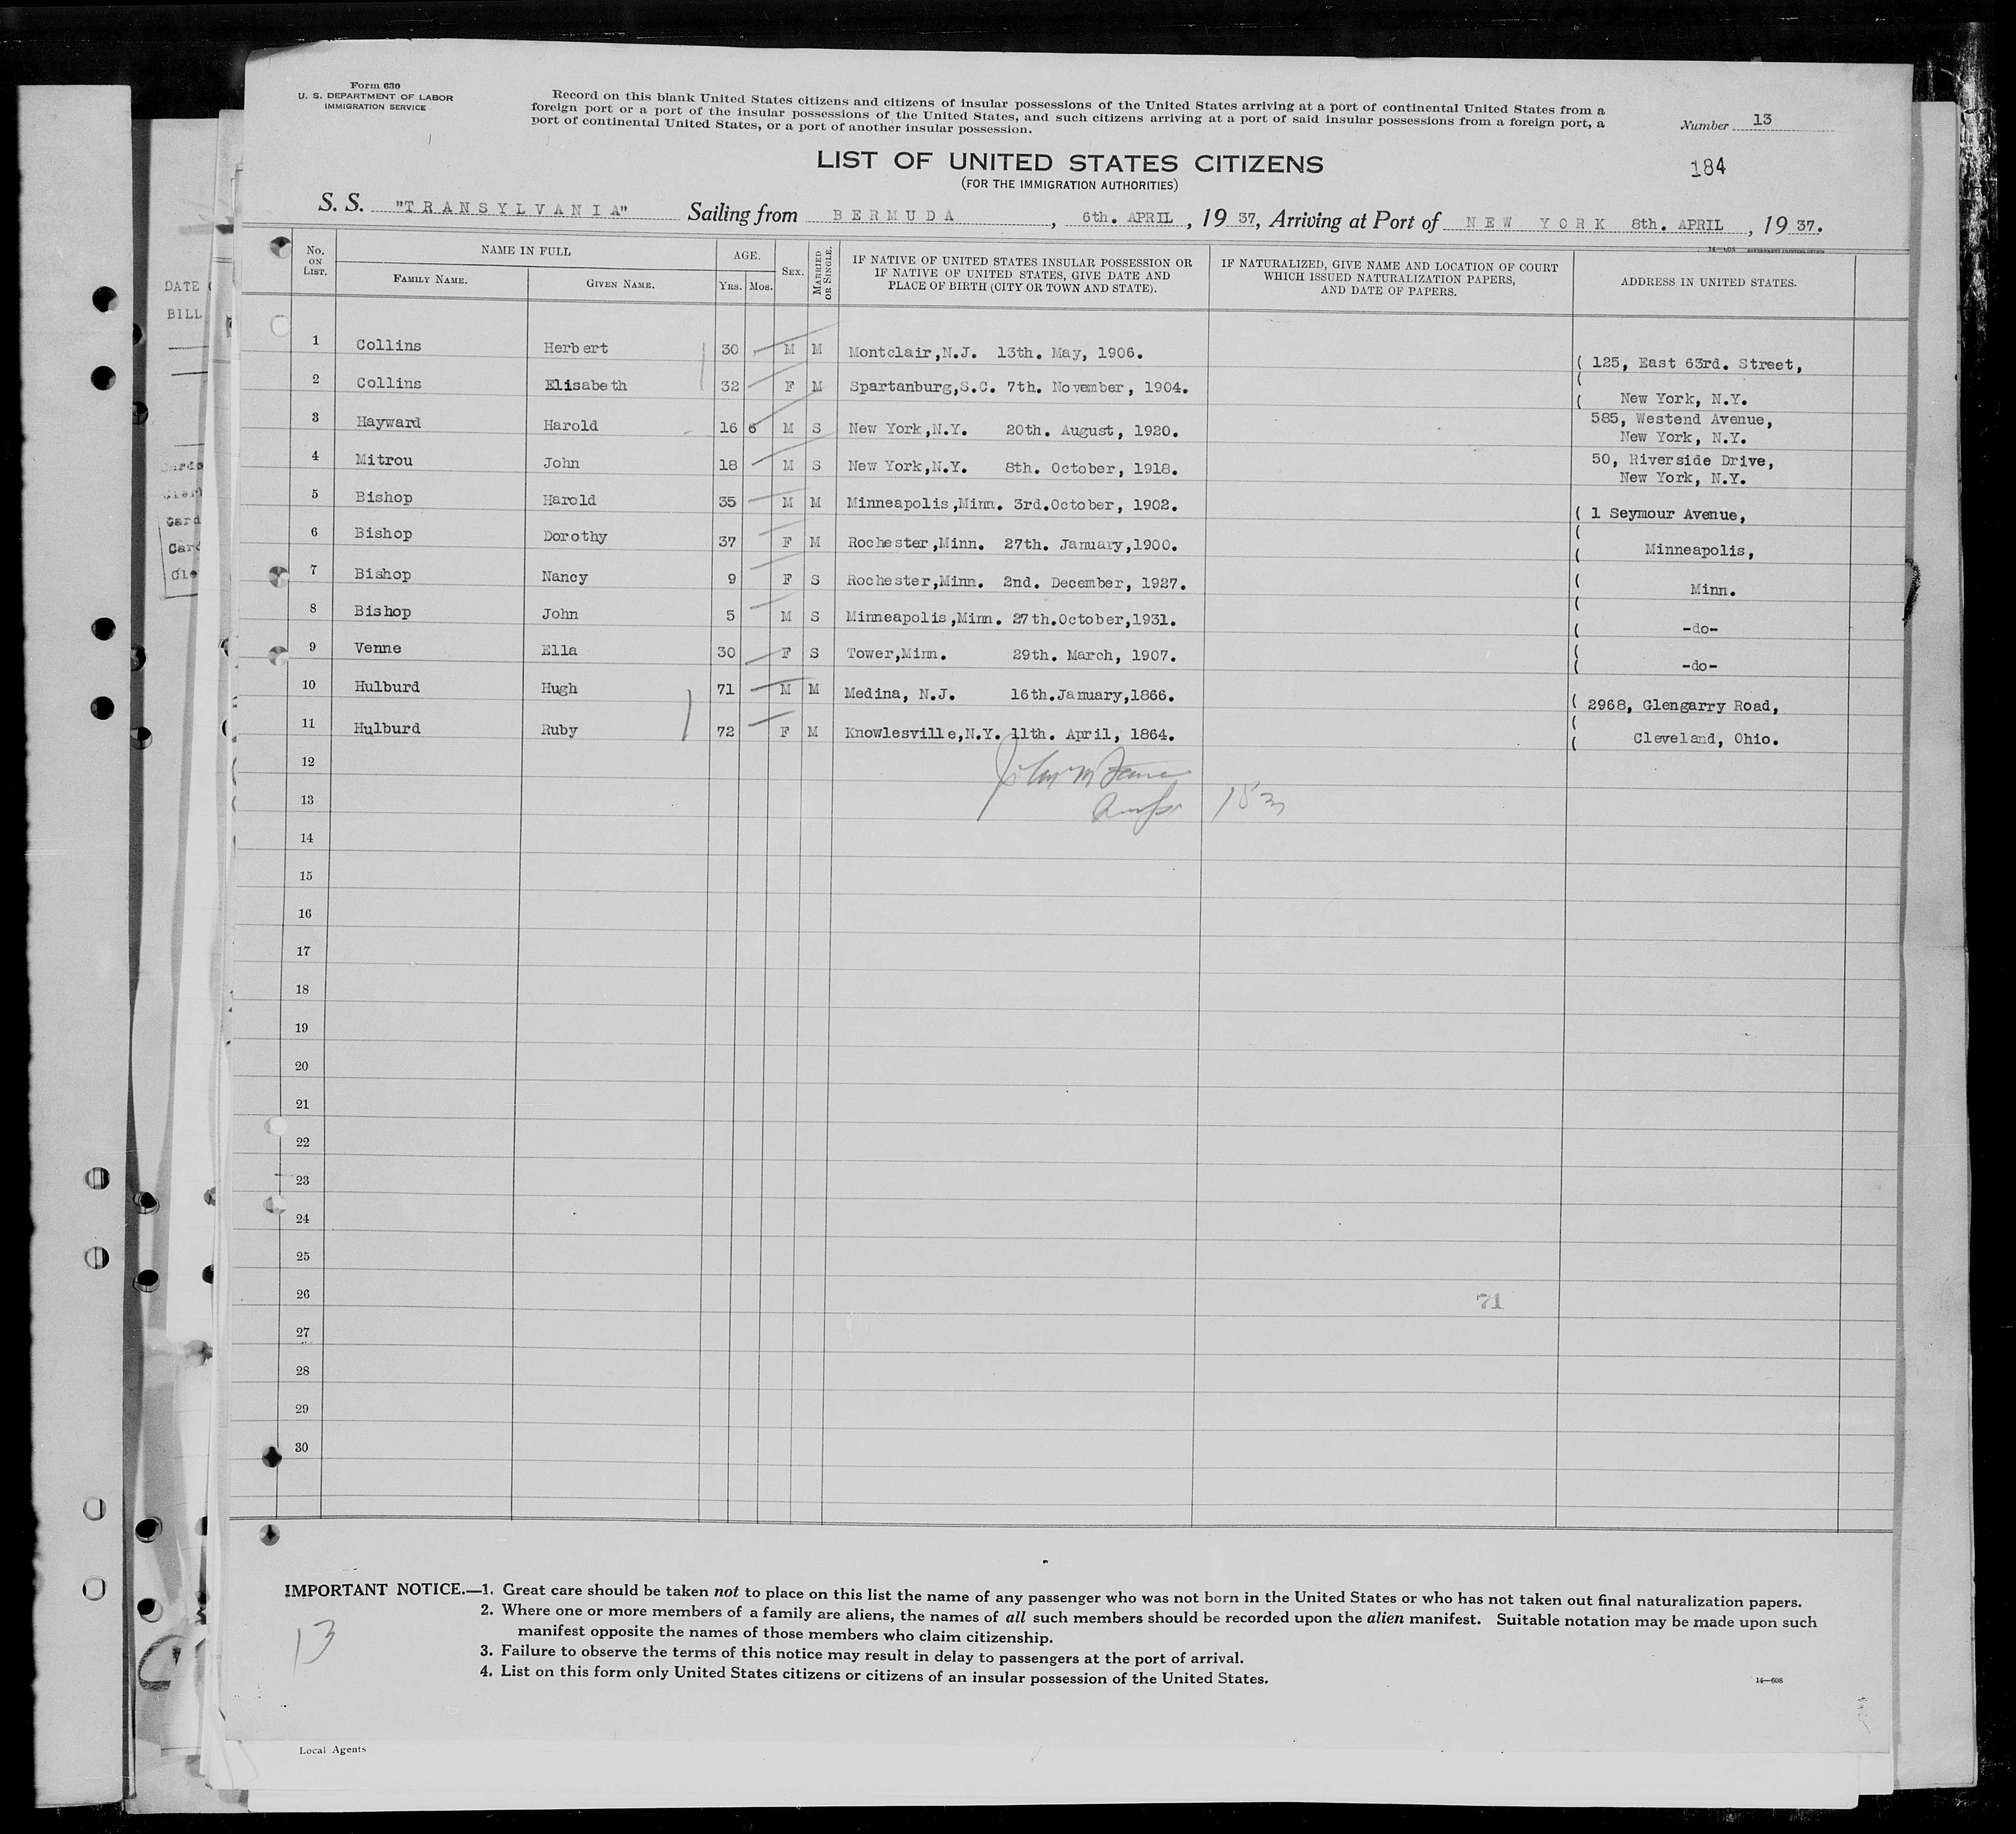 Form 630
U. S. DEPARTMENT OF LABOR
IMMIGRATION SERVICE
Record on this blank United States citizens and citizens of insular possessions of the United States arriving at a port of continental United States from a
foreign port or a port of the insular possessions of the United States, and such citizens arriving at a port of said insular possessions from a foreign port, a
port of continental United States, or a port of another insular possession.
Number 13
184
LIST OF UNITED STATES CITIZENS
(FOR THE IMMIGRATION AUTHORITIES)
S. S. "TRANSYLVANIA" Sailing from BERMUDA, 6th. APRIL, 19 37, Arriving at Port of NEW YORK 8th. APRIL, 19 37.
No. ON LIST. NAME IN FULL FAMILY NAME. GIVEN NAME. AGE. YRS. MOS. SEX. MARRIED OR SINGLE. IF NATIVE OF UNITED STATES INSULAR POSSESSION OR IF NATIVE OF UNITED STATES, GIVE DATE AND PLACE OF BIRTH (CITY OR TOWN AND STATE). IF NATURALIZED, GIVE NAME AND LOCATION OF COURT WHICH ISSUED NATURALIZATION PAPERS, AND DATE OF PAPERS. ADDRESS IN UNITED STATES.
1 Collins Herbert 30 M M Montclair,N.J. 13th. May, 1906. ( 125, East 63rd. Street,
2 Collins Elisabeth 32 F M Spartanburg,S.C. 7th. November, 1904. ( New York, N.Y.
3 Hayward Harold 16 6 M S New York,N.Y. 20th. August, 1920. 585, Westend Avenue,
New York, N.Y.
4 Mitrou John 18 M S New York,N.Y. 8th. October, 1918. 50, Riverside Drive,
New York, N.Y.
5 Bishop Harold 35 M M Minneapolis,Minn. 3rd.October, 1902. ( 1 Seymour Avenue,
6 Bishop Dorothy 37 F M Rochester,Minn. 27th. January,1900. ( Minneapolis,
7 Bishop Nancy 9 F S Rochester,Minn. 2nd. December, 1927. ( Minn.
8 Bishop John 5 M S Minneapolis,Minn. 27th.October,1931. ( -do-
9 Venne Ella 30 F S Tower,Minn. 29th. March, 1907. ( -do-
10 Hulburd Hugh 71 M M Medina, N.J. 16th.January,1866. ( 2968, Glengarry Road,
11 Hulburd Ruby 72 F M Knowlesville,N.Y. 11th. April, 1864. ( Cleveland, Ohio.
12
13
14
15
16
17
18
19
20
21
22
23
24
25
26 71
27
28
29
30
IMPORTANT NOTICE.—1. Great care should be taken not to place on this list the name of any passenger who was not born in the United States or who has not taken out final naturalization papers.
2. Where one or more members of a family are aliens, the names of all such members should be recorded upon the alien manifest. Suitable notation may be made upon such
manifest opposite the names of those members who claim citizenship.
3. Failure to observe the terms of this notice may result in delay to passengers at the port of arrival.
4. List on this form only United States citizens or citizens of an insular possession of the United States.
13
14—608
Local Agents
DATE
BILL
Card